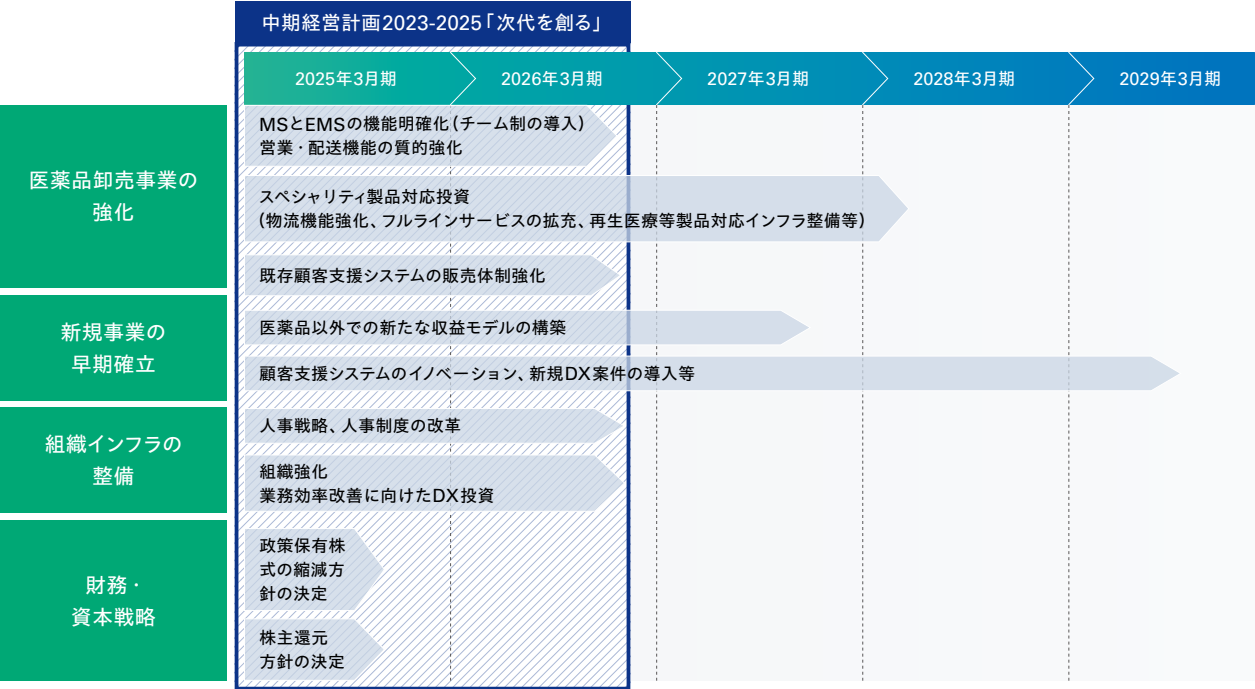 中期経営計画2023-2025「次代を創る」
2025年3月期
2026年3月期
2027年3月期
2028年3月期
2029年3月期
医薬品卸売事業の
強化
MSとEMSの機能明確化(チーム制の導入)
営業・配送機能の質的強化
スペシャリティ製品対応投資
(物流機能強化、フルラインサービスの拡充、再生医療等製品対応インフラ整備等)
既存顧客支援システムの販売体制強化
新規事業の
早期確立
医薬品以外での新たな収益モデルの構築
顧客支援システムのイノベーション、新規DX案件の導入等
組織インフラの
整備
人事戦略、人事制度の改革
組織強化
業務効率改善に向けたDX投資
財務・
資本戦略
政策保有株
式の縮減方
針の決定
株主還元
方針の決定